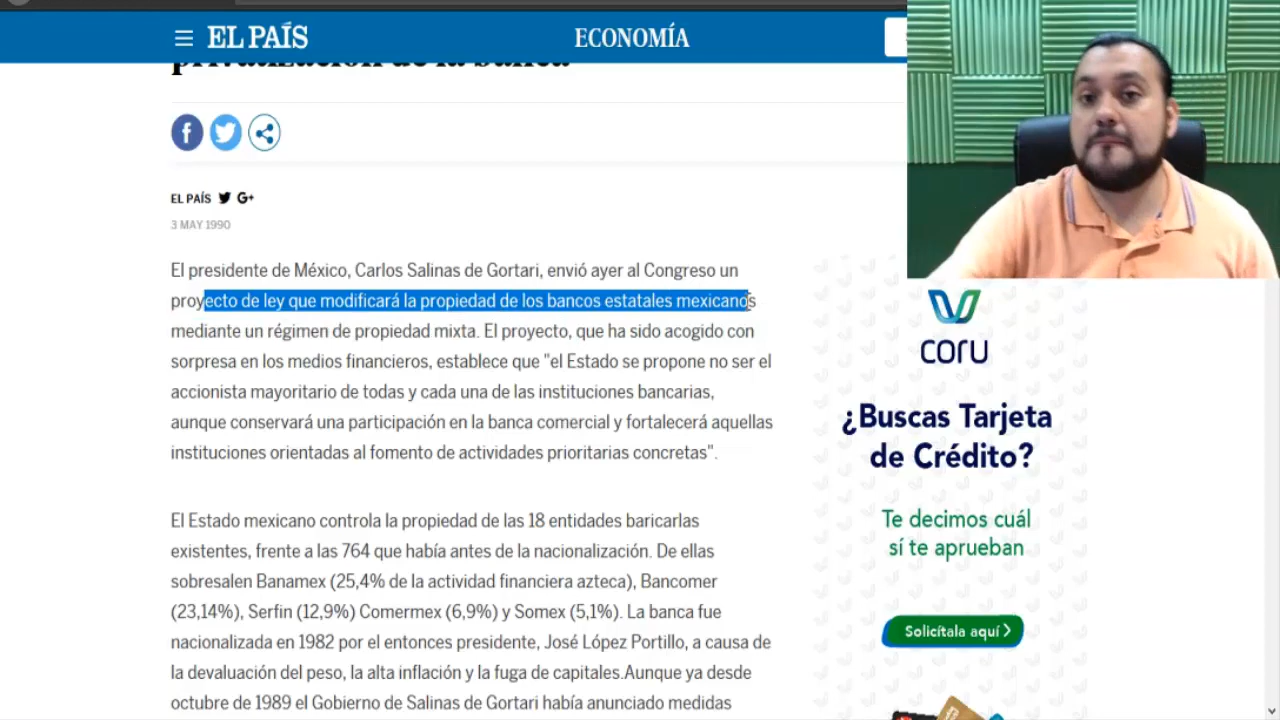 EL PAÍS
ECONOMÍA
privatización de la banca
EL PAÍS
3 MAY 1990
El presidente de México, Carlos Salinas de Gortari, envió ayer al Congreso un
proyecto de ley que modificará la propiedad de los bancos estatales mexicanos
mediante un régimen de propiedad mixta. El proyecto, que ha sido acogido con
sorpresa en los medios financieros, establece que "el Estado se propone no ser el
accionista mayoritario de todas y cada una de las instituciones bancarias,
aunque conservará una participación en la banca comercial y fortalecerá aquellas
instituciones orientadas al fomento de actividades prioritarias concretas".
El Estado mexicano controla la propiedad de las 18 entidades baricarlas
existentes, frente a las 764 que había antes de la nacionalización. De ellas
sobresalen Banamex (25,4% de la actividad financiera azteca), Bancomer
(23,14%), Serfin (12,9%) Comermex (6,9%) y Somex (5,1%). La banca fue
nacionalizada en 1982 por el entonces presidente, José López Portillo, a causa de
la devaluación del peso, la alta inflación y la fuga de capitales.Aunque ya desde
octubre de 1989 el Gobierno de Salinas de Gortari había anunciado medidas
coru
¿Buscas Tarjeta
de Crédito?
Te decimos cuál
sí te aprueban
Solicítala aquí